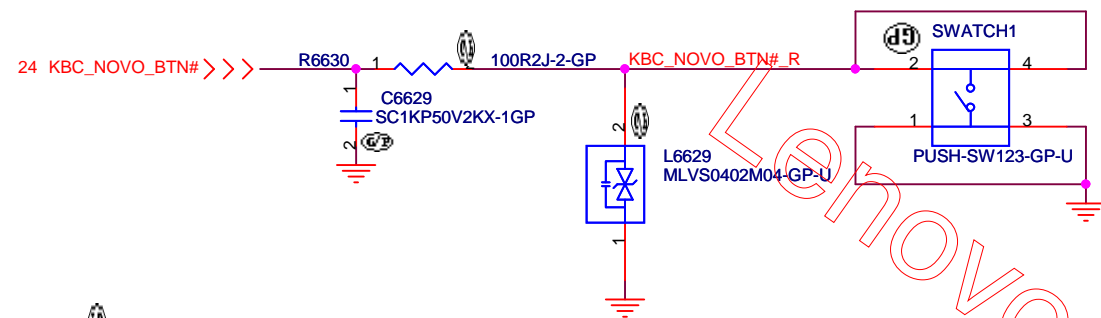 24 KBC_NOVO_BTN#
R6630
1
100R2J-2-GP
KBC_NOVO_BTN#_R
GP
SWATCH1
2
4
1
C6629
SC1KP50V2KX-1GP
2
G/P
2
1
3
PUSH-SW123-GP-U
L6629
MLVS0402M04-GP-U
1
Lenovo